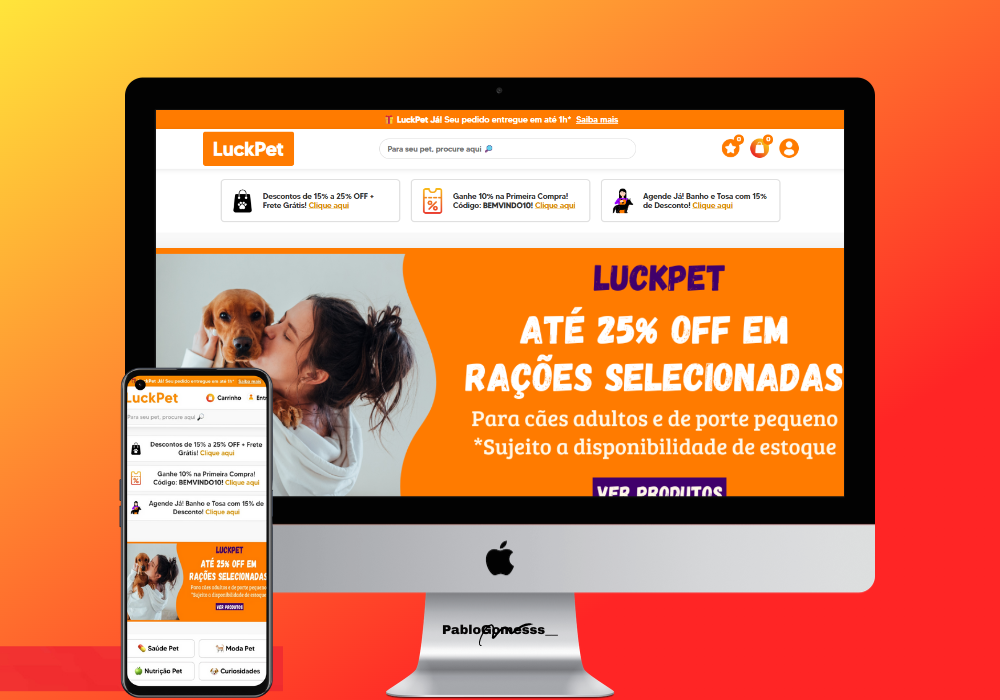 LuckPet Já! Seu pedido entregue em até 1h* Saiba mais
LuckPet
Para seu pet, procure aqui
0
0
Descontos de 15% a 25% OFF +
Frete Grátis! Clique aqui
Ganhe 10% na Primeira Compra!
Código: BEMVINDO10! Clique aqui
Agende Já! Banho e Tosa com 15%
de Desconto! Clique aqui
LUCKPET
ATÉ 25% OFF EM
RAÇÕES SELECIONADAS
Para cães adultos e de porte pequeno
*Sujeito a disponibilidade de estoque
VER PRODUTOS
kPet Já! Seu pedido entregue em até 1h* Saiba mais
LuckPet
Carrinho
Ent
Para seu pet, procure aqui
Descontos de 15% a 25% OFF + Frete
Grátis! Clique aqui
Ganhe 10% na Primeira Compra!
Código: BEMVINDO10! Clique aqui
Agende Já! Banho e Tosa com 15% de
Desconto! Clique aqui
LUCKPET
ATÉ 25% OFF EM
RAÇÕES SELECIONADAS
Para cães adultos e de porte pequeno
*Sujeito a disponibilidade de estoque
VER PRODUTOS
Saúde Pet
Moda Pet
Nutrição Pet
Curiosidades
PabloGomesss__